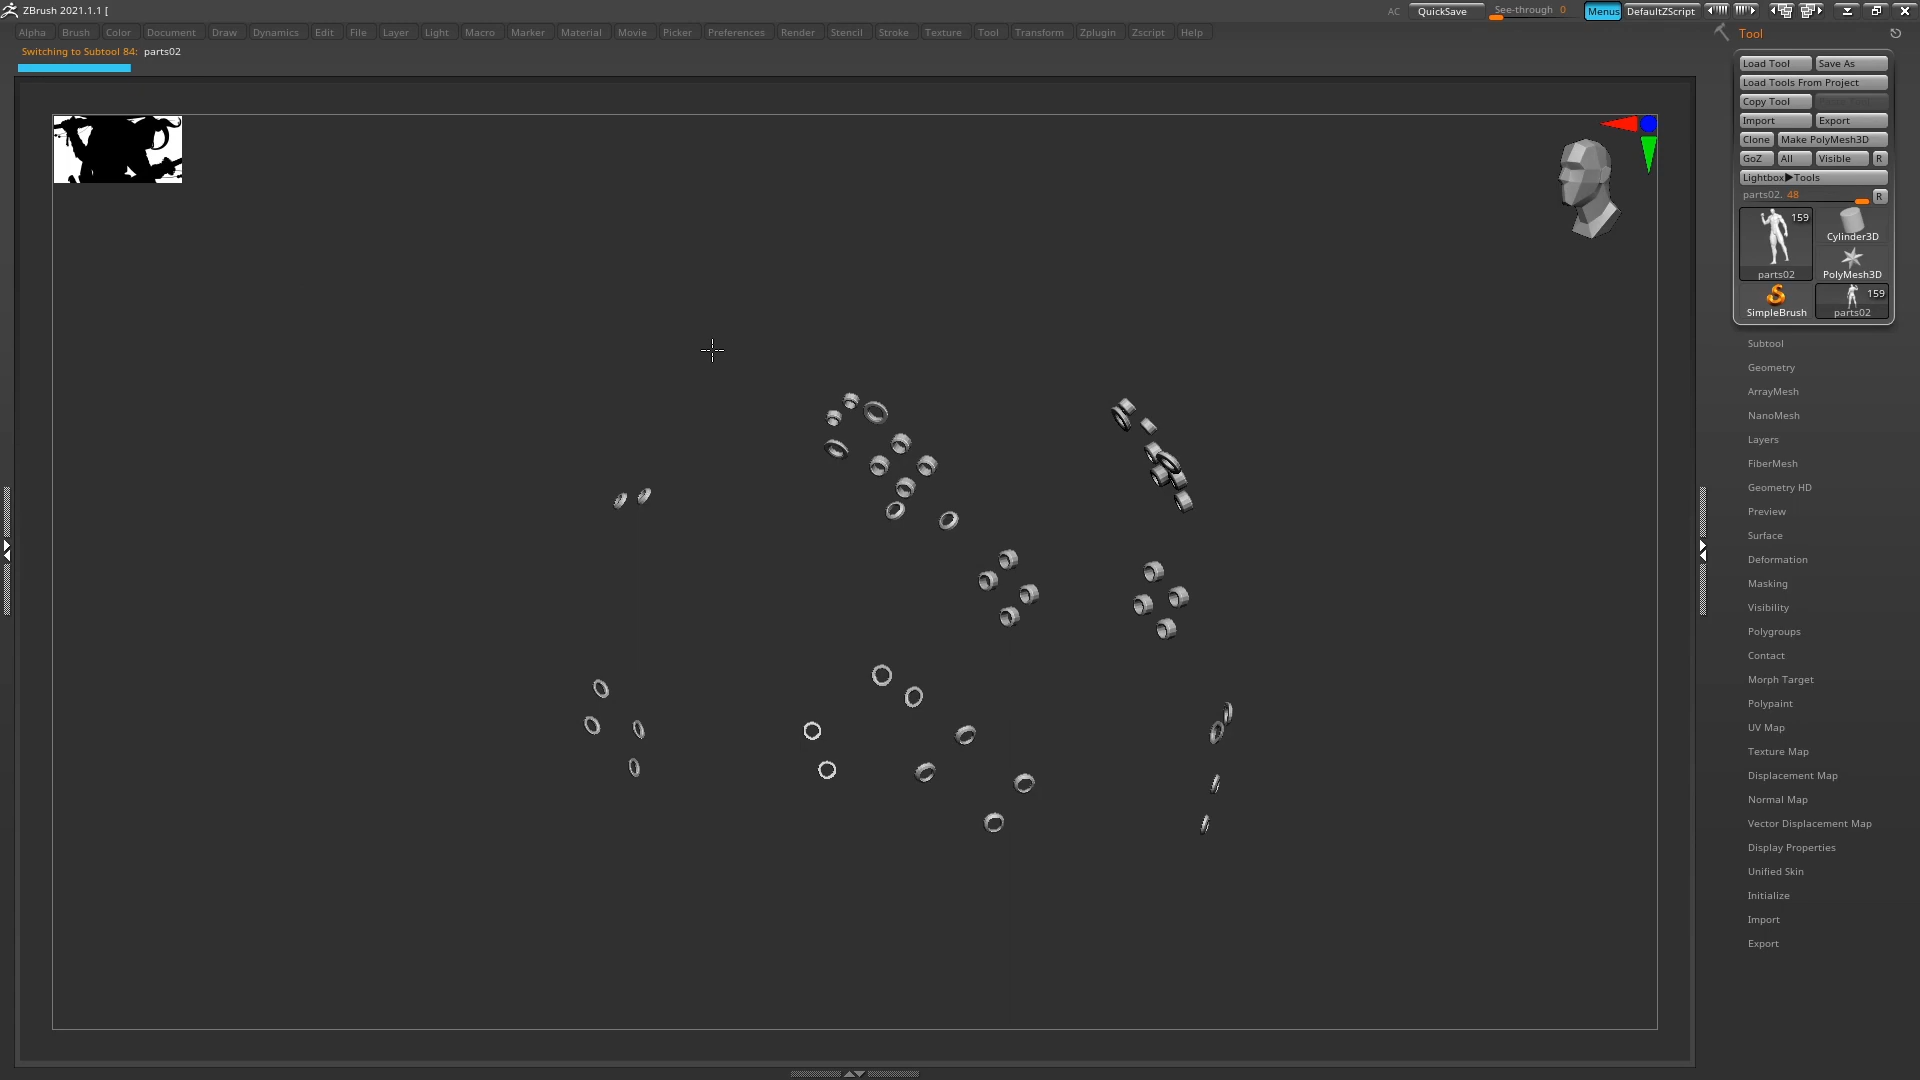 ZBrush 2021.1.1 [
AC QuickSave See-through 0 Menus DefaultZScript
Alpha Brush Color Document Draw Dynamics Edit File Layer Light Macro Marker Material Movie Picker Preferences Render Stencil Stroke Texture Tool Transform Zplugin Zscript Help
Switching to Subtool 84: parts02
Tool
Load Tool Save As
Load Tools From Project
Copy Tool
Import Export
Clone Make PolyMesh3D
GoZ All Visible R
Lightbox▶Tools
parts02. 48 R
159
Cylinder3D
parts02 PolyMesh3D
159
SimpleBrush parts02
Subtool
Geometry
ArrayMesh
NanoMesh
Layers
FiberMesh
Geometry HD
Preview
Surface
Deformation
Masking
Visibility
Polygroups
Contact
Morph Target
Polypaint
UV Map
Texture Map
Displacement Map
Normal Map
Vector Displacement Map
Display Properties
Unified Skin
Initialize
Import
Export